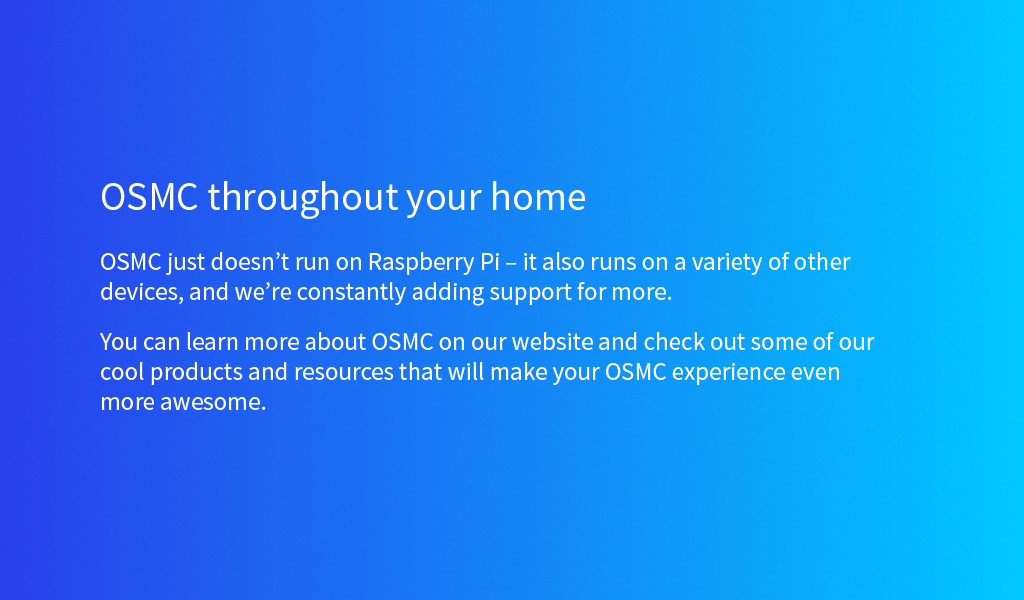 OSMC throughout your home
OSMC just doesn’t run on Raspberry Pi – it also runs on a variety of other
devices, and we’re constantly adding support for more.
You can learn more about OSMC on our website and check out some of our
cool products and resources that will make your OSMC experience even
more awesome.